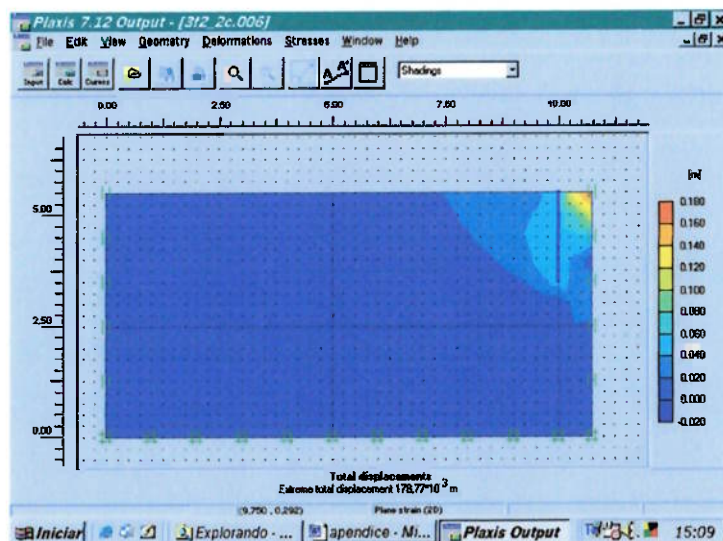 Plaxis 7.12 Output - [3f2_2c.006]
File Edit View Geometry Deformations Stresses Window Help
Input Calc Curves Shadings
0.00 2.50 5.00 7.50 10.00
[m]
5.00
2.50
0.00
0.180
0.160
0.140
0.120
0.100
0.080
0.060
0.040
0.020
0.000
-0.020
Total displacements
Extreme total displacement 178,77*10⁻³ m
(9.750 , 0.292) Plane strain (2D)
Iniciar Explorando - ... apendice - Mi... Plaxis Output 15:09